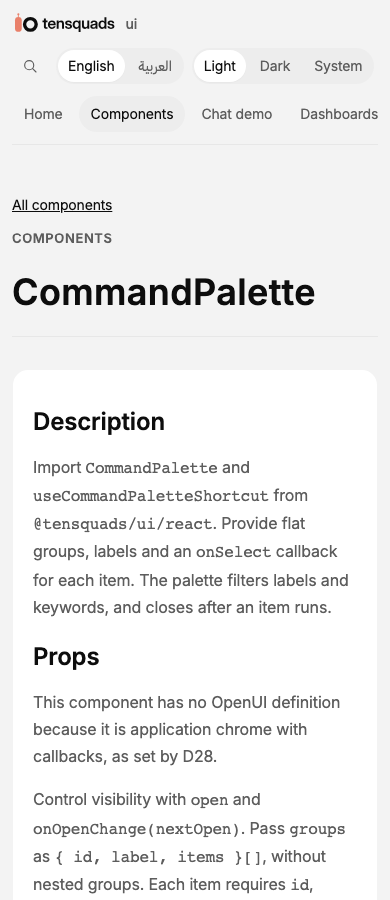 tensquads ui
English العربية Light Dark System
Home Components Chat demo Dashboards
All components
COMPONENTS
CommandPalette
Description
Import CommandPalette and
useCommandPaletteShortcut from
@tensquads/ui/react. Provide flat
groups, labels and an onSelect callback
for each item. The palette filters labels and
keywords, and closes after an item runs.
Props
This component has no OpenUI definition
because it is application chrome with
callbacks, as set by D28.
Control visibility with open and
onOpenChange(nextOpen). Pass groups
as { id, label, items }[], without
nested groups. Each item requires id,